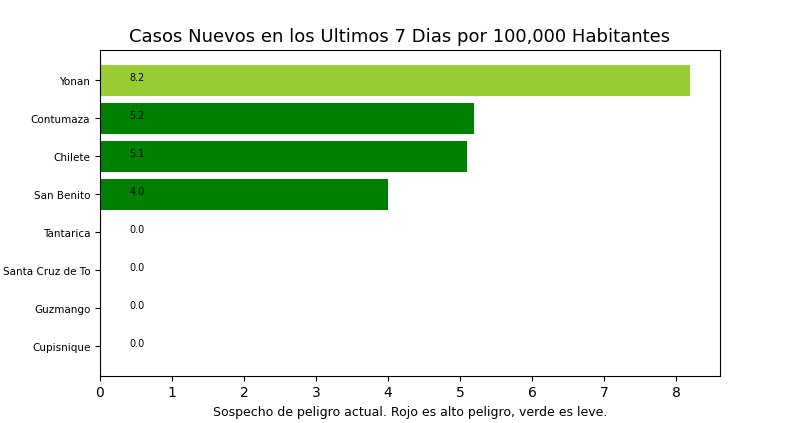 Casos Nuevos en los Ultimos 7 Dias por 100,000 Habitantes
Yonan 8.2
Contumaza 5.2
Chilete 5.1
San Benito 4.0
Tantarica 0.0
Santa Cruz de To 0.0
Guzmango 0.0
Cupisnique 0.0
0 1 2 3 4 5 6 7 8
Sospecho de peligro actual. Rojo es alto peligro, verde es leve.